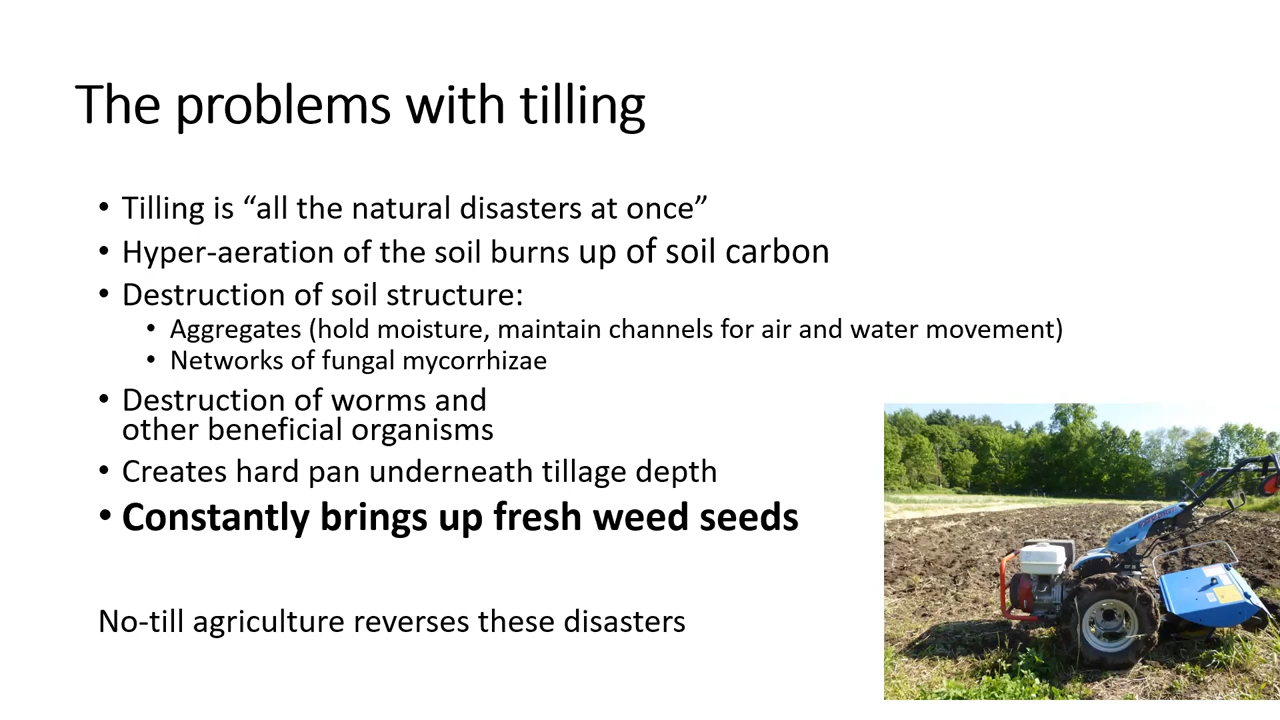 The problems with tilling
• Tilling is “all the natural disasters at once”
• Hyper-aeration of the soil burns up of soil carbon
• Destruction of soil structure:
• Aggregates (hold moisture, maintain channels for air and water movement)
• Networks of fungal mycorrhizae
• Destruction of worms and
other beneficial organisms
• Creates hard pan underneath tillage depth
• Constantly brings up fresh weed seeds
No-till agriculture reverses these disasters